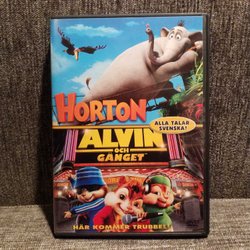 HORTON
ALLA TALAR
SVENSKA!
ALVIN
OCH
GÄNGET
HÄR KOMMER TRUBBEL!